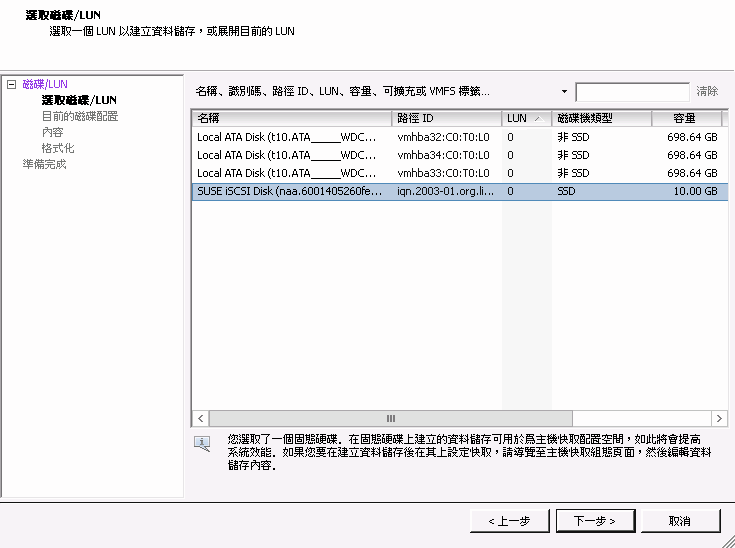 選取磁碟/LUN
選取一個 LUN 以建立資料儲存，或展開目前的 LUN
磁碟/LUN
選取磁碟/LUN
目前的磁碟配置
內容
格式化
準備完成
名稱、識別碼、路徑 ID、LUN、容量、可擴充或 VMFS 標籤... 清除
名稱 路徑 ID LUN 磁碟機類型 容量
Local ATA Disk (t10.ATA_____WDC... vmhba32:C0:T0:L0 0 非 SSD 698.64 GB
Local ATA Disk (t10.ATA_____WDC... vmhba34:C0:T0:L0 0 非 SSD 698.64 GB
Local ATA Disk (t10.ATA_____WDC... vmhba33:C0:T0:L0 0 非 SSD 698.64 GB
SUSE iSCSI Disk (naa.6001405260fe... iqn.2003-01.org.li... 0 SSD 10.00 GB
您選取了一個固態硬碟．在固態硬碟上建立的資料儲存可用於爲主機快取配置空間，如此將會提高
系統效能．如果您要在建立資料儲存後在其上設定快取，請導覽至主機快取組態頁面，然後編輯資料
儲存內容．
< 上一步 下一步 > 取消